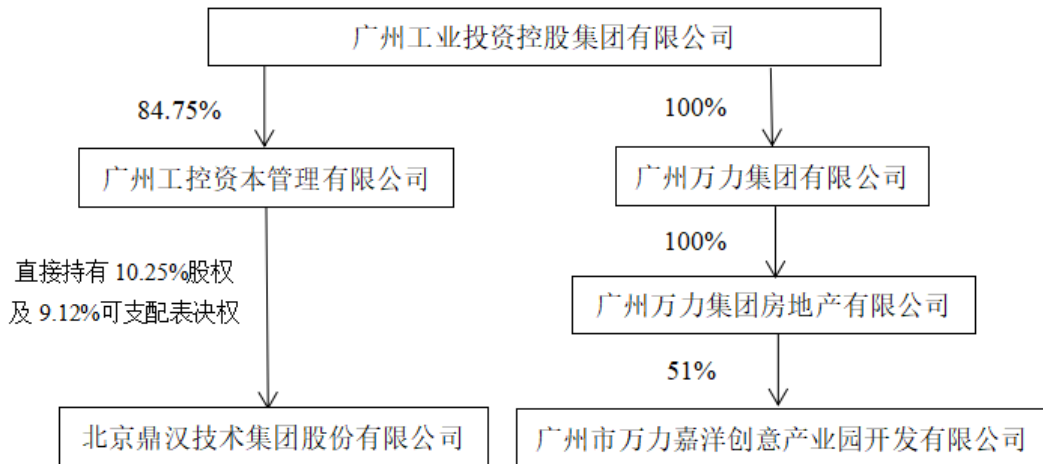 广州工业投资控股集团有限公司
84.75%
100%
广州工控资本管理有限公司
广州万力集团有限公司
直接持有 10.25%股权
及 9.12%可支配表决权
100%
广州万力集团房地产有限公司
51%
北京鼎汉技术集团股份有限公司
广州市万力嘉洋创意产业园开发有限公司